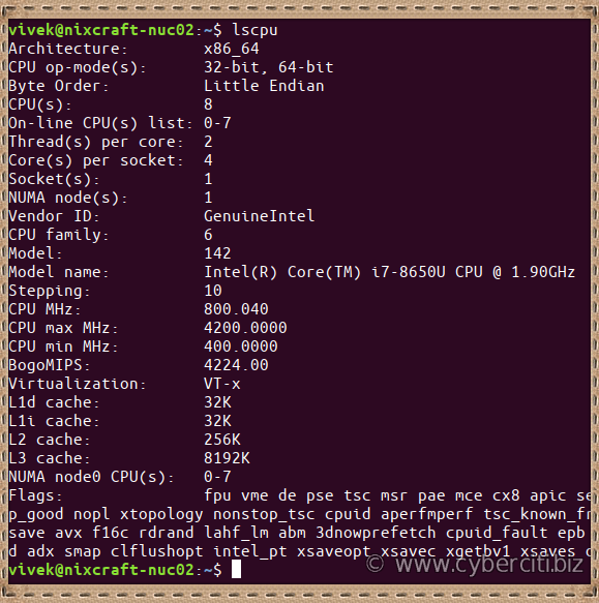 vivek@nixcraft-nuc02:~$ lscpu
Architecture: x86_64
CPU op-mode(s): 32-bit, 64-bit
Byte Order: Little Endian
CPU(s): 8
On-line CPU(s) list: 0-7
Thread(s) per core: 2
Core(s) per socket: 4
Socket(s): 1
NUMA node(s): 1
Vendor ID: GenuineIntel
CPU family: 6
Model: 142
Model name: Intel(R) Core(TM) i7-8650U CPU @ 1.90GHz
Stepping: 10
CPU MHz: 800.040
CPU max MHz: 4200.0000
CPU min MHz: 400.0000
BogoMIPS: 4224.00
Virtualization: VT-x
L1d cache: 32K
L1i cache: 32K
L2 cache: 256K
L3 cache: 8192K
NUMA node0 CPU(s): 0-7
Flags: fpu vme de pse tsc msr pae mce cx8 apic se
p_good nopl xtopology nonstop_tsc cpuid aperfmperf tsc_known_fr
save avx f16c rdrand lahf_lm abm 3dnowprefetch cpuid_fault epb
d adx smap clflushopt intel_pt xsaveopt xsavec xgetbv1 xsaves
vivek@nixcraft-nuc02:~$
© www.cyberciti.biz